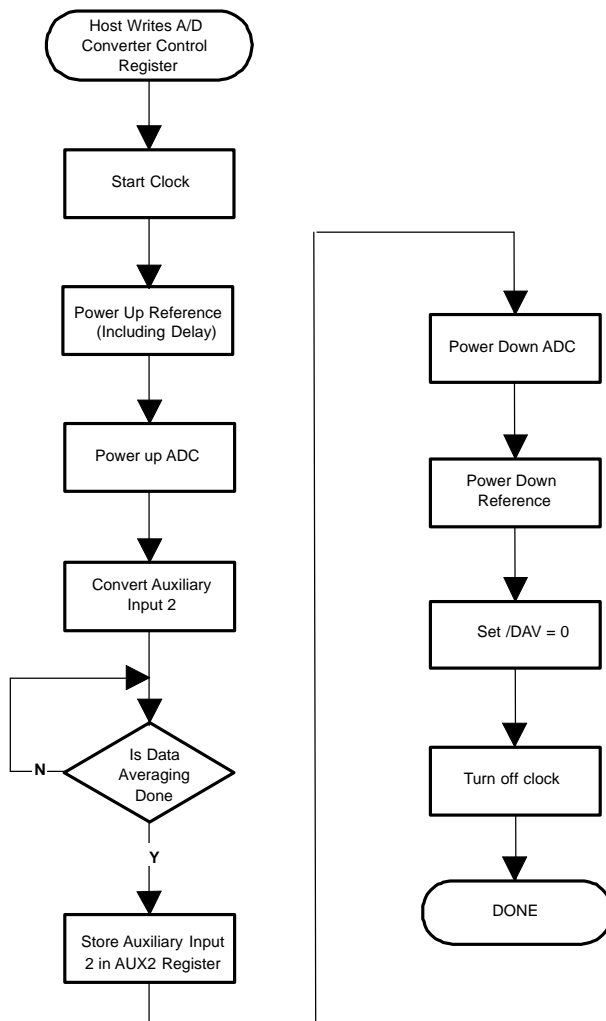 Host Writes A/D
Converter Control
Register
Start Clock
Power Up Reference
(Including Delay)
Power up ADC
Convert Auxiliary
Input 2
Is Data
Averaging
Done
N
Y
Store Auxiliary Input
2 in AUX2 Register
Power Down ADC
Power Down
Reference
Set /DAV = 0
Turn off clock
DONE